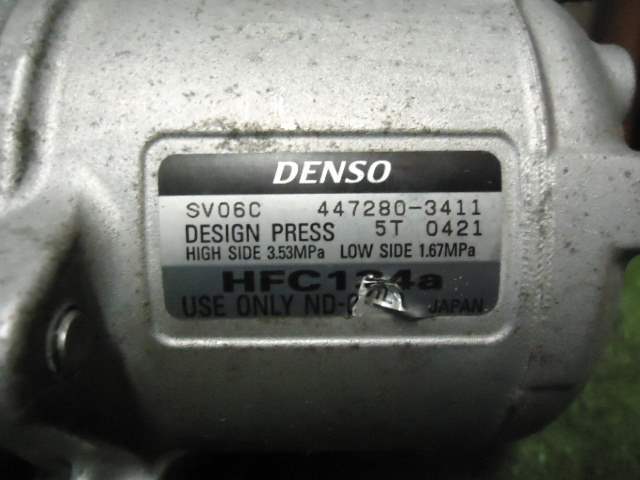 DENSO
SV06C 447280-3411
DESIGN PRESS 5T 0421
HIGH SIDE 3.53MPa LOW SIDE 1.67MPa
HFC134a
USE ONLY JAPAN